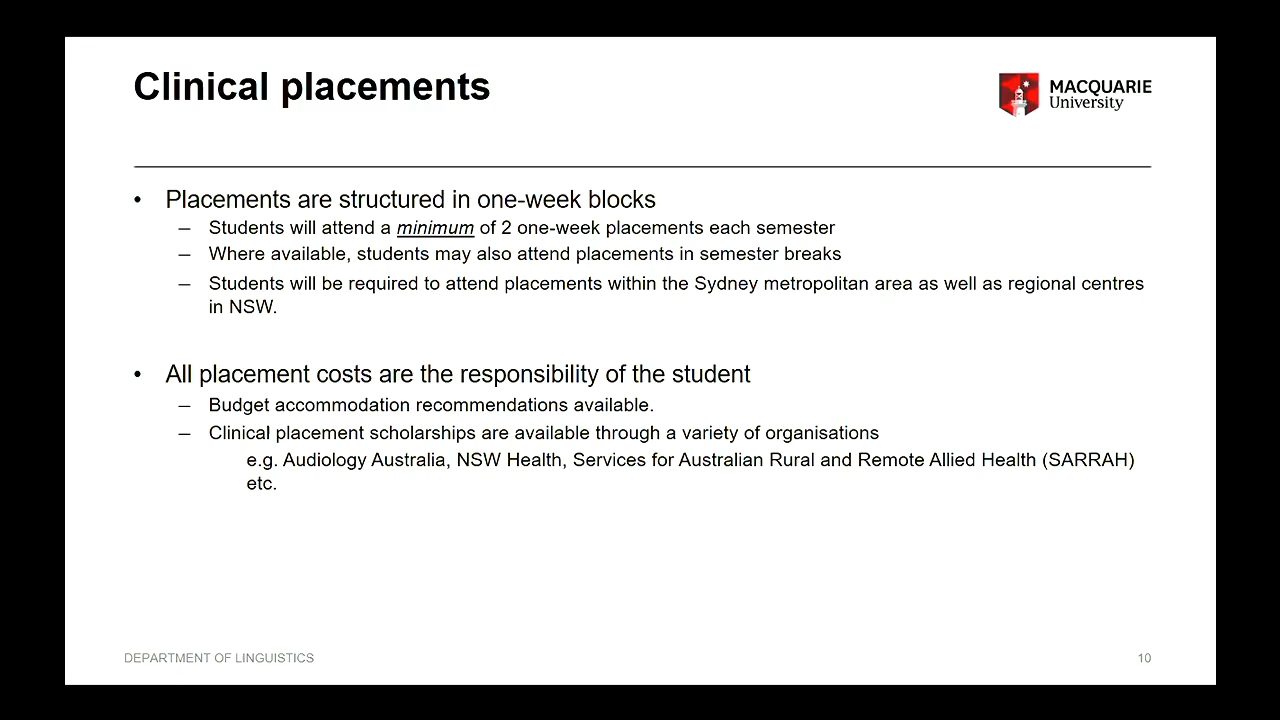 Clinical placements
MACQUARIE
University
• Placements are structured in one-week blocks
– Students will attend a minimum of 2 one-week placements each semester
– Where available, students may also attend placements in semester breaks
– Students will be required to attend placements within the Sydney metropolitan area as well as regional centres
in NSW.
• All placement costs are the responsibility of the student
– Budget accommodation recommendations available.
– Clinical placement scholarships are available through a variety of organisations
e.g. Audiology Australia, NSW Health, Services for Australian Rural and Remote Allied Health (SARRAH)
etc.
DEPARTMENT OF LINGUISTICS
10